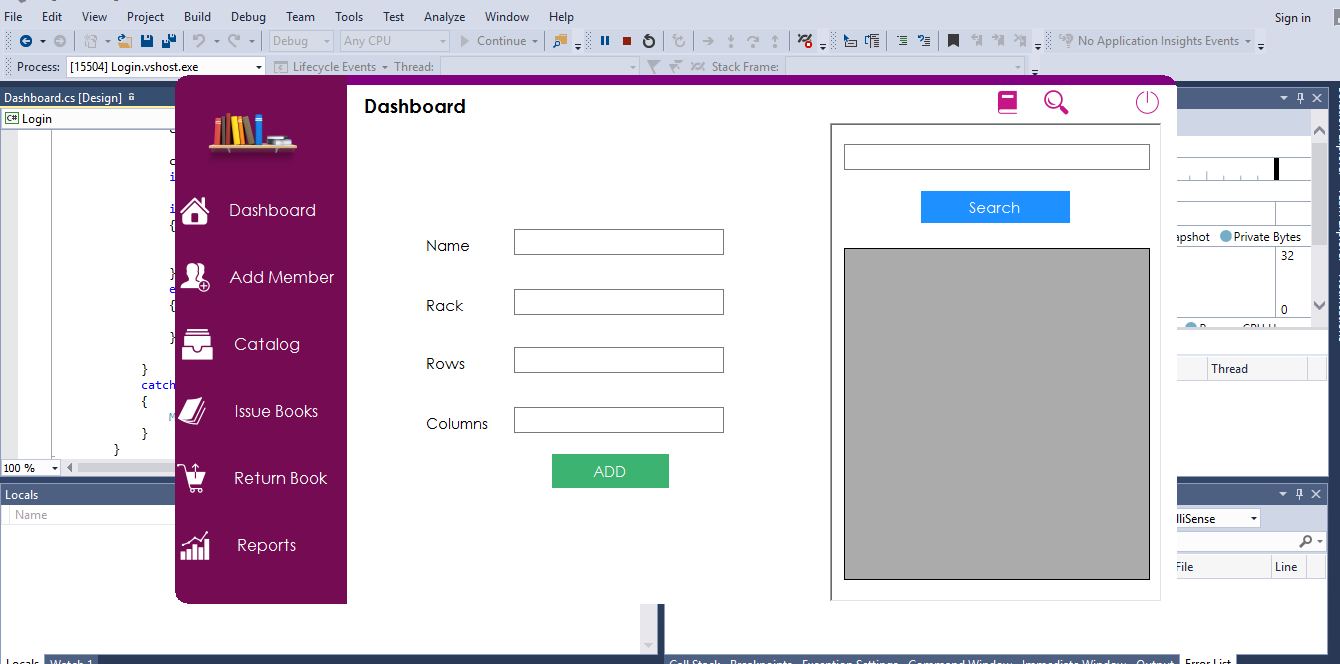 File Edit View Project Build Debug Team Tools Test Analyze Window Help
Sign in
Debug Any CPU Continue No Application Insights Events
Process: [15504] Login.vshost.exe Lifecycle Events Thread: Stack Frame:
Dashboard.cs [Design]
C# Login
i
i
{
}
e
{
}
}
catch
{
M
}
}
100 %
Locals
Name
Locals Watch 1
Dashboard
Dashboard
Add Member
Catalog
Issue Books
Return Book
Reports
Name
Rack
Rows
Columns
ADD
Search
Private Bytes
32
0
Thread
File Line
Call Stack Breakpoints Exception Settings Command Window Immediate Window Output Error List